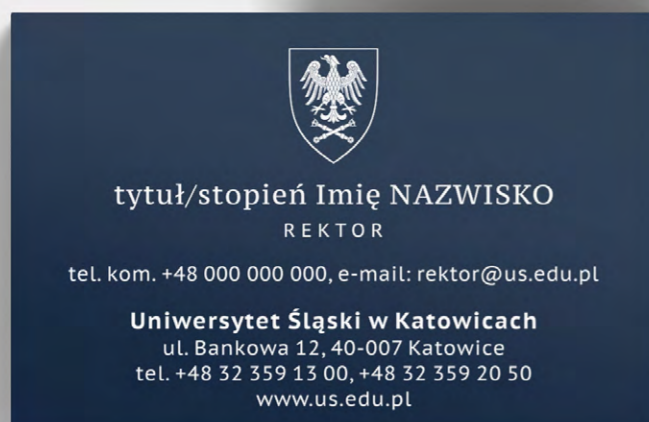 tytuł/stopień Imię NAZWISKO
REKTOR
tel. kom. +48 000 000 000, e-mail: rektor@us.edu.pl
Uniwersytet Śląski w Katowicach
ul. Bankowa 12, 40-007 Katowice
tel. +48 32 359 13 00, +48 32 359 20 50
www.us.edu.pl